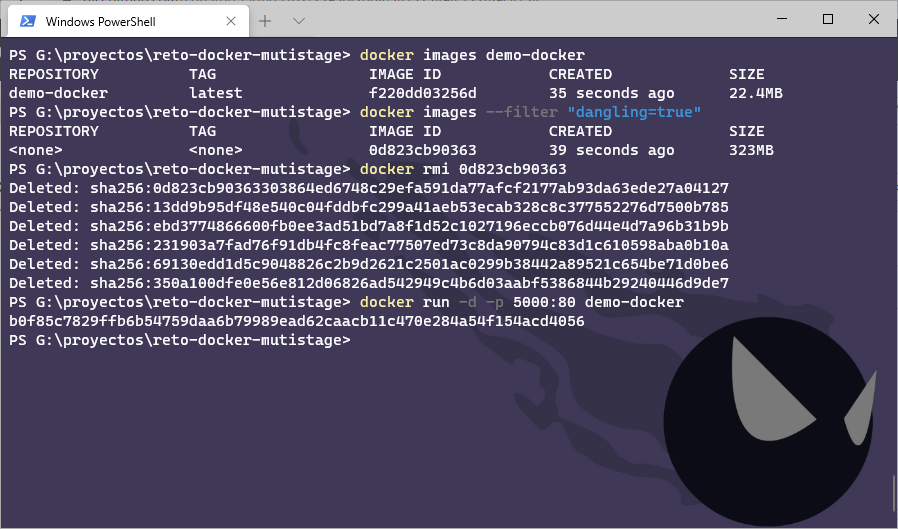 Windows PowerShell
PS G:\proyectos\reto-docker-mutistage> docker images demo-docker
REPOSITORY TAG IMAGE ID CREATED SIZE
demo-docker latest f220dd03256d 35 seconds ago 22.4MB
PS G:\proyectos\reto-docker-mutistage> docker images --filter "dangling=true"
REPOSITORY TAG IMAGE ID CREATED SIZE
<none> <none> 0d823cb90363 39 seconds ago 323MB
PS G:\proyectos\reto-docker-mutistage> docker rmi 0d823cb90363
Deleted: sha256:0d823cb90363303864ed6748c29efa591da77afcf2177ab93da63ede27a04127
Deleted: sha256:13dd9b95df48e540c04fddbfc299a41aeb53ecab328c8c377552276d7500b785
Deleted: sha256:ebd3774866600fb0ee3ad51bd7a8f1d52c1027196eccb076d44e4d7a96b31b9b
Deleted: sha256:231903a7fad76f91db4fc8feac77507ed73c8da90794c83d1c610598aba0b10a
Deleted: sha256:69130edd1d5c9048826c2b9d2621c2501ac0299b38442a89521c654be71d0be6
Deleted: sha256:350a100dfe0e56e812d06826ad542949c4b6d03aabf5386844b29240446d9de7
PS G:\proyectos\reto-docker-mutistage> docker run -d -p 5000:80 demo-docker
b0f85c7829ffb6b54759daa6b79989ead62caacb11c470e284a54f154acd4056
PS G:\proyectos\reto-docker-mutistage>